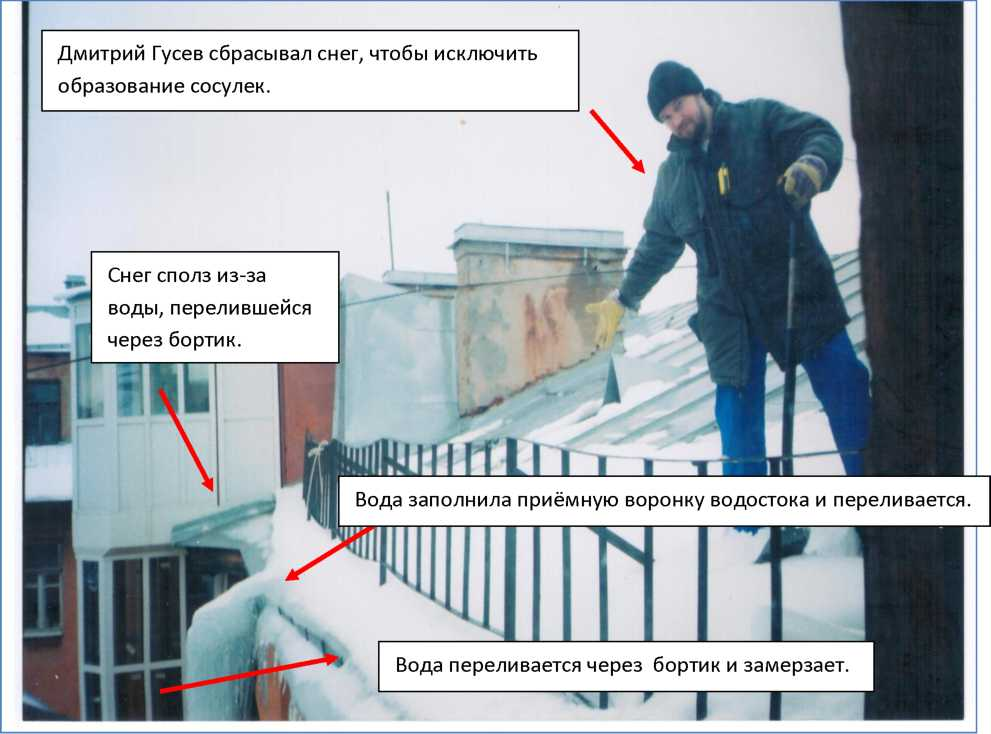 Дмитрий Гусев сбрасывал снег, чтобы исключить
образование сосулек.
Снег сполз из-за
воды, перелившейся
через бортик.
Вода заполнила приёмную воронку водостока и переливается.
Вода переливается через  бортик и замерзает.